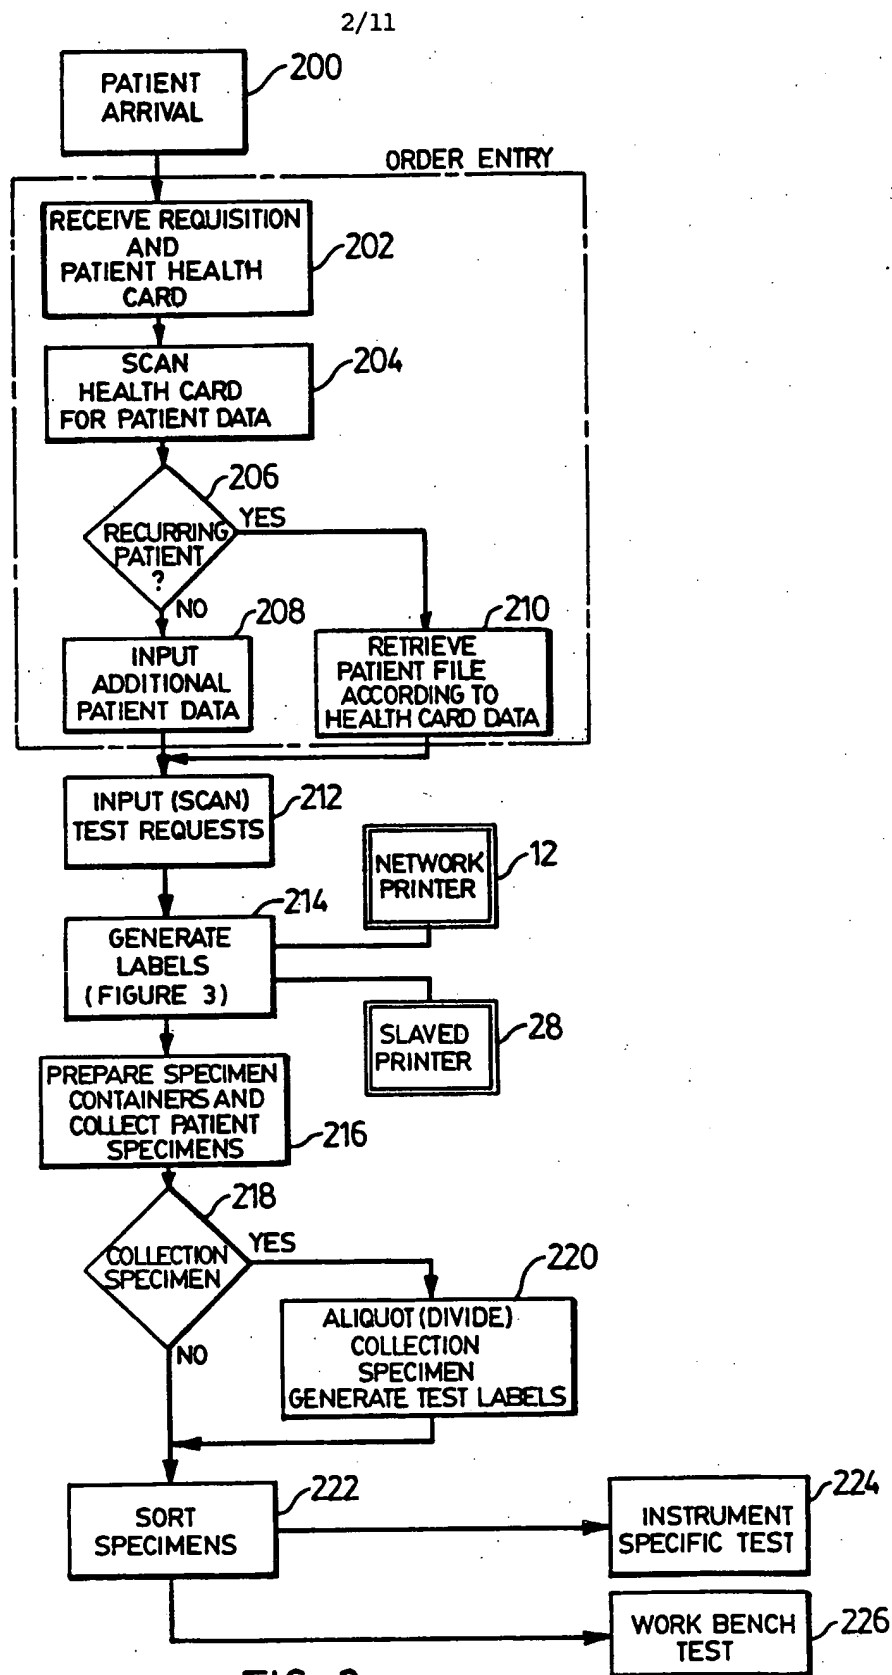 2/11
PATIENT
ARRIVAL
200
ORDER ENTRY
RECEIVE REQUISITION
AND
PATIENT HEALTH
CARD
202
SCAN
HEALTH CARD
FOR PATIENT DATA
204
206
RECURRING
PATIENT
?
YES
NO
208
INPUT
ADDITIONAL
PATIENT DATA
210
RETRIEVE
PATIENT FILE
ACCORDING TO
HEALTH CARD DATA
INPUT (SCAN)
TEST REQUESTS
212
NETWORK
PRINTER
12
214
GENERATE
LABELS
(FIGURE 3)
SLAVED
PRINTER
28
PREPARE SPECIMEN
CONTAINERS AND
COLLECT PATIENT
SPECIMENS
216
218
COLLECTION
SPECIMEN
YES
NO
220
ALIQUOT (DIVIDE)
COLLECTION
SPECIMEN
GENERATE TEST LABELS
SORT
SPECIMENS
222
INSTRUMENT
SPECIFIC TEST
224
WORK BENCH
TEST
226